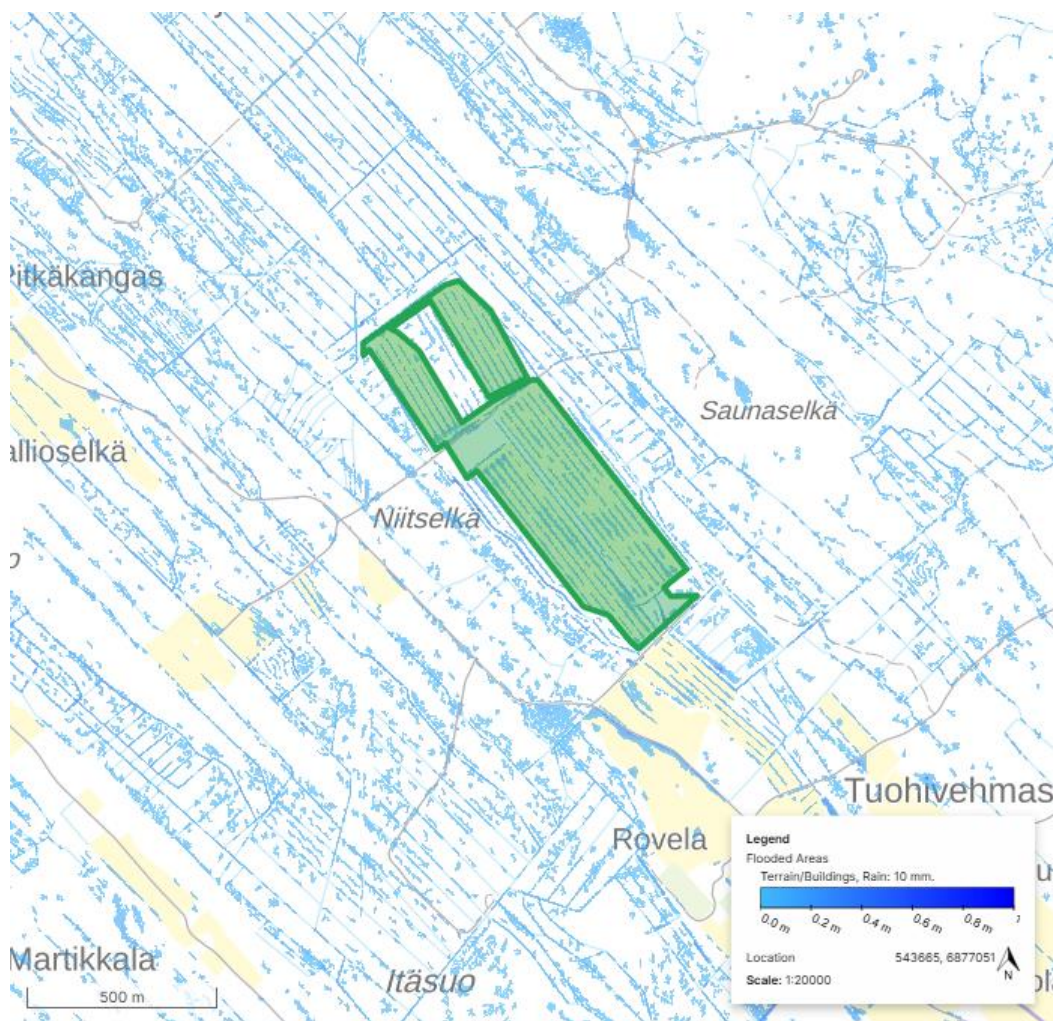 Pitkäkangas
Saunaselkä
allioselkä
Niitselkä
Tuohivehmas
Rovela
Martikkala
Itäsuo
500 m
Legend
Flooded Areas
Terrain/Buildings, Rain: 10 mm.
0.0 m 0.2 m 0.4 m 0.6 m 0.8 m
Location 543665, 6877051
N
Scale: 1:20000